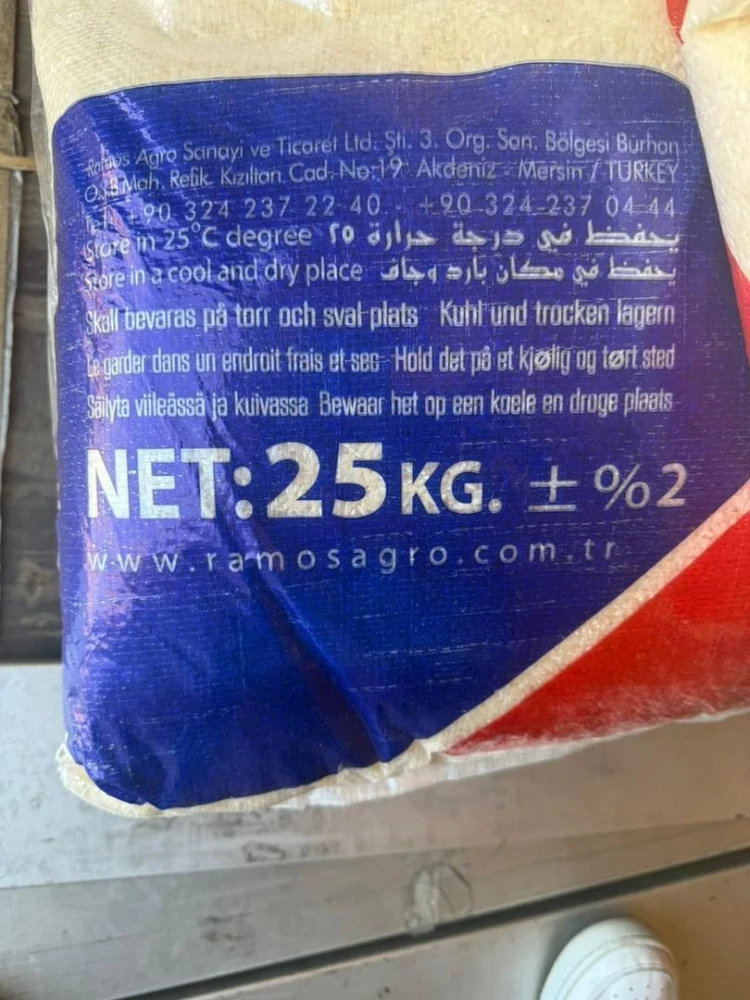 Ramos Agro Sanayi ve Ticaret Ltd. Şti. 3. Org. San. Bölgesi Burhan
O.S.B Mah. Refik Kızıltan Cad. No:19 Akdeniz - Mersin / TURKEY
Tel: +90 324 237 22 40 - +90 324 237 04 44
Store in 25°C degree يحفظ في درجة حرارة ٢٥
Store in a cool and dry place يحفظ في مكان بارد وجاف
Skall bevaras på torr och sval plats Kuhl und trocken lagern
Le garder dans un endroit frais et sec Hold det på et kjølig og tørt sted
Säilyta viileässä ja kuivassa Bewaar het op een koele en droge plaats
NET:25KG. ± %2
www.ramosagro.com.tr